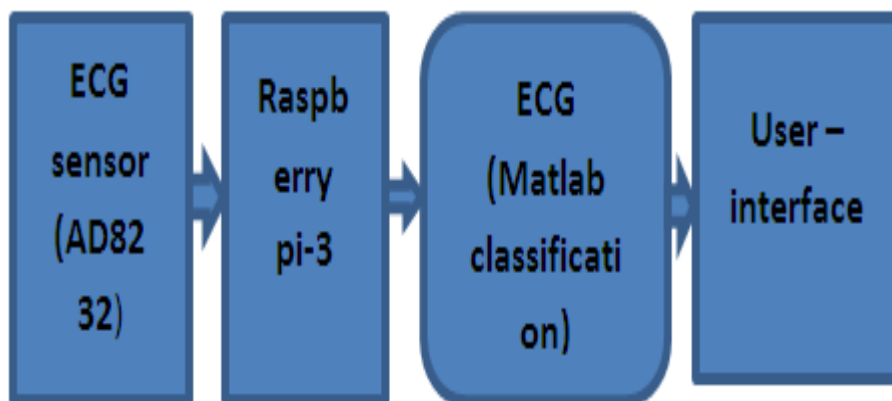 ECG
sensor
(AD82
32)
Raspb
erry
pi-3
ECG
(Matlab
classificati
on)
User –
interface